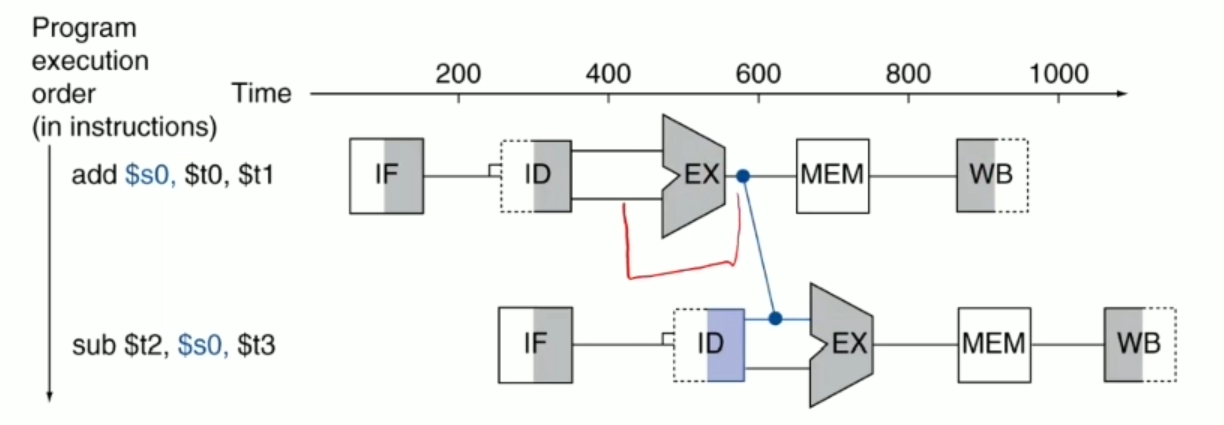 Program
execution
order
(in instructions)
Time
200 400 600 800 1000
add $s0, $t0, $t1
IF ID EX MEM WB
sub $t2, $s0, $t3
IF ID EX MEM WB